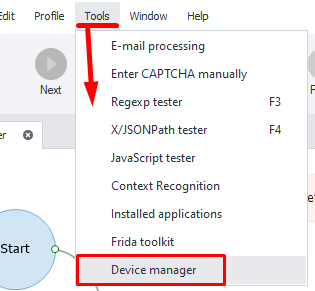 Edit Profile Tools Window Help
E-mail processing
Next
Enter CAPTCHA manually
Regexp tester F3
X/JSONPath tester F4
JavaScript tester
Context Recognition
Installed applications
Start
Frida toolkit
Device manager